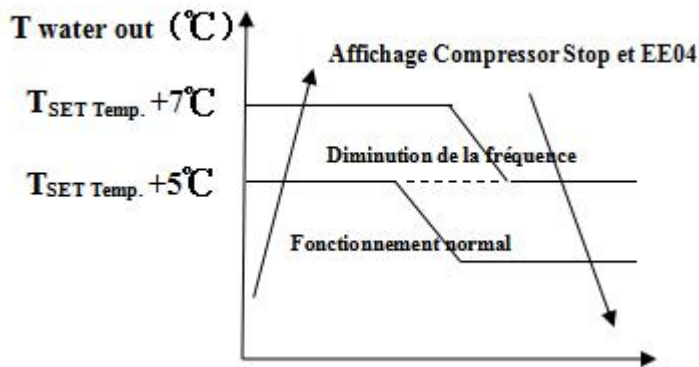 T water out（℃）
Affichage Compressor Stop et EE04
TSET Temp. +7℃
Diminution de la fréquence
TSET Temp. +5℃
Fonctionnement normal